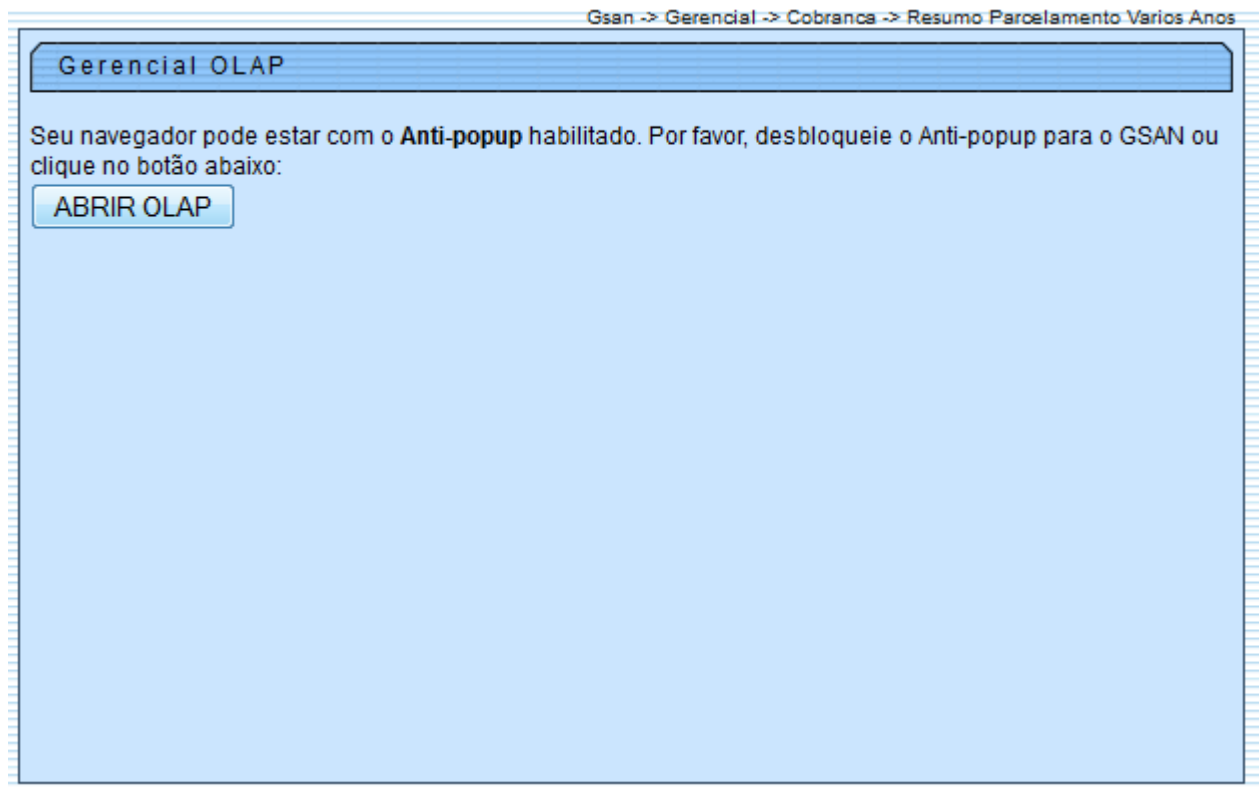 Gsan -> Gerencial -> Cobranca -> Resumo Parcelamento Varios Anos
Gerencial OLAP
Seu navegador pode estar com o Anti-popup habilitado. Por favor, desbloqueie o Anti-popup para o GSAN ou
clique no botão abaixo:
ABRIR OLAP